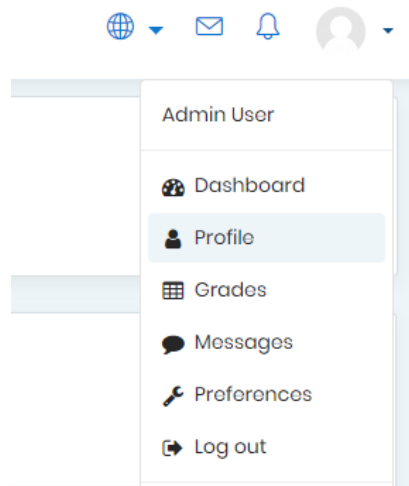 Admin User
Dashboard
Profile
Grades
Messages
Preferences
Log out